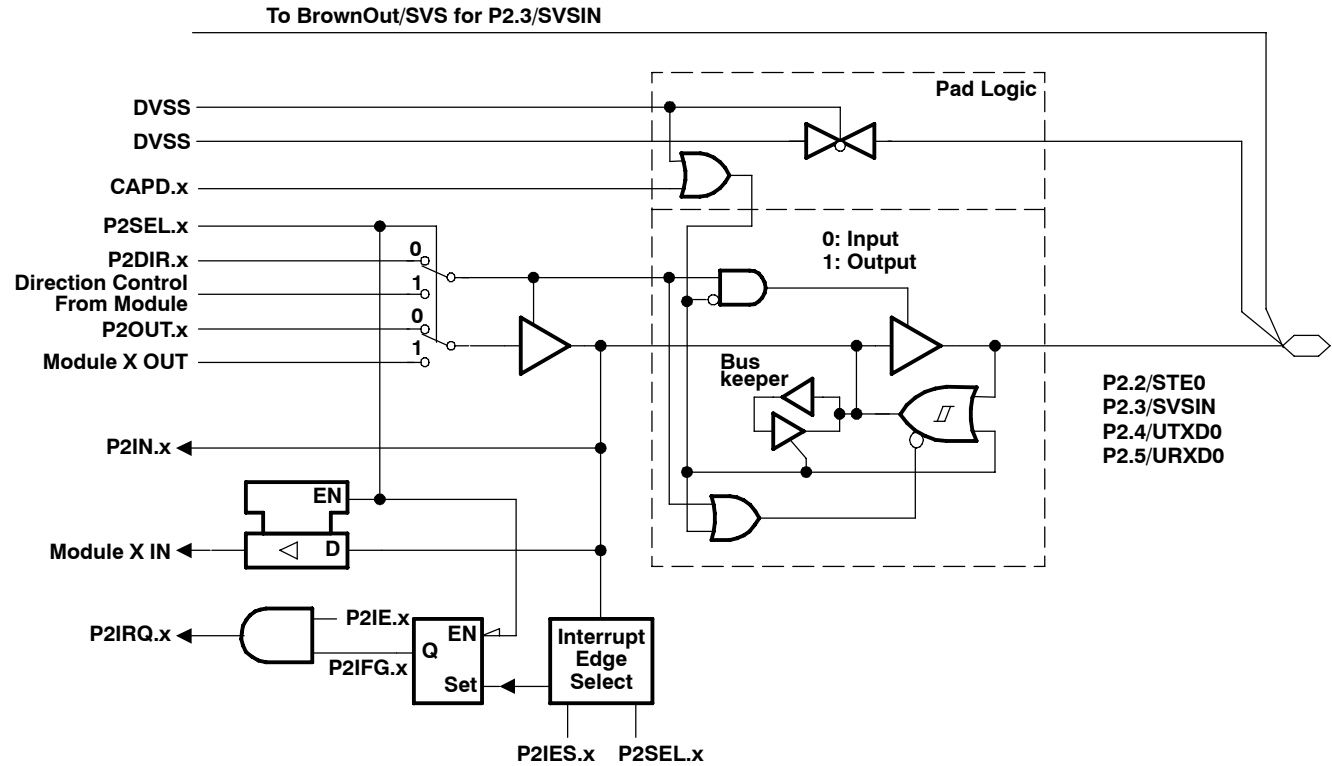 To BrownOut/SVS for P2.3/SVSIN
Pad Logic
DVSS
DVSS
CAPD.x
P2SEL.x
0: Input
1: Output
0
P2DIR.x
Direction Control
From Module
1
0
P2OUT.x
1
Module X OUT
Bus
keeper
P2.2/STE0
P2.3/SVSIN
P2.4/UTXD0
P2.5/URXD0
P2IN.x
EN
Module X IN
D
P2IE.x
P2IRQ.x
P2IFG.x
EN
Q
Set
Interrupt
Edge
Select
P2IES.x
P2SEL.x